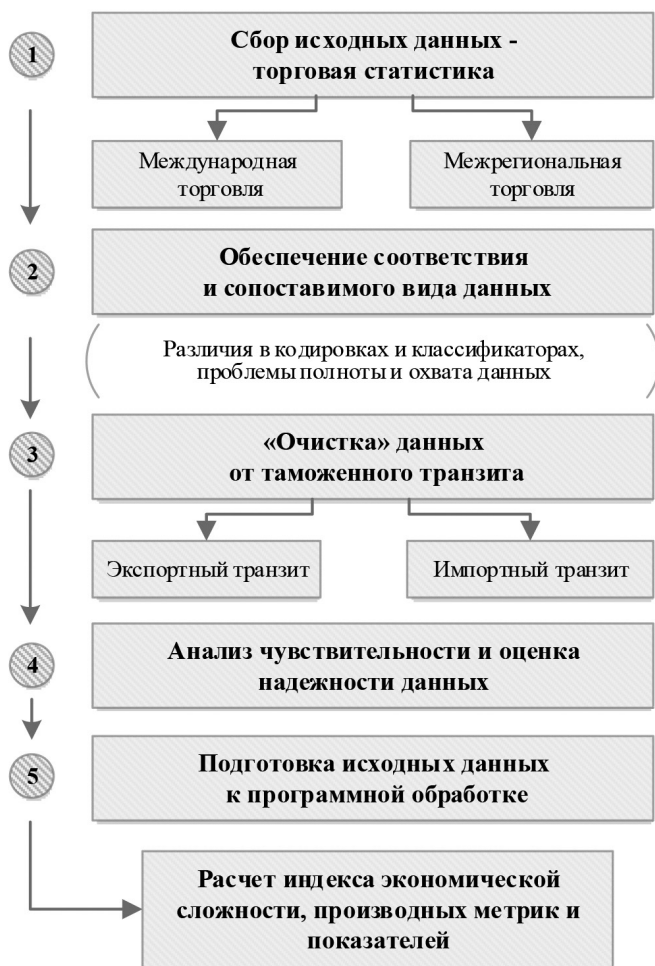 1
Сбор исходных данных -
торговая статистика
Международная
торговля
Межрегиональная
торговля
2
Обеспечение соответствия
и сопоставимого вида данных
Различия в кодировках и классификаторах,
проблемы полноты и охвата данных
3
«Очистка» данных
от таможенного транзита
Экспортный транзит
Импортный транзит
4
Анализ чувствительности и оценка
надежности данных
5
Подготовка исходных данных
к программной обработке
Расчет индекса экономической
сложности, производных метрик и
показателей